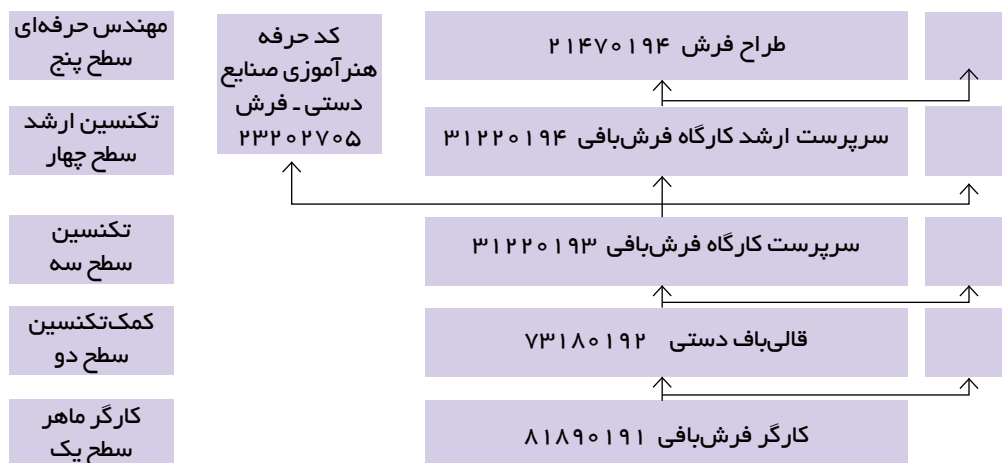 مهندس حرفه‌ای
سطح پنج
کد حرفه
هنرآموزی صنایع
دستی ـ فرش
۲۳۲۰۲۷۰۵
طراح فرش ۲۱۴۷۰۱۹۴
تکنسین ارشد
سطح چهار
سرپرست ارشد کارگاه فرش‌بافی ۳۱۲۲۰۱۹۴
تکنسین
سطح سه
سرپرست کارگاه فرش‌بافی ۳۱۲۲۰۱۹۳
کمک‌تکنسین
سطح دو
قالی‌باف دستی ۷۳۱۸۰۱۹۲
کارگر ماهر
سطح یک
کارگر فرش‌بافی ۸۱۸۹۰۱۹۱